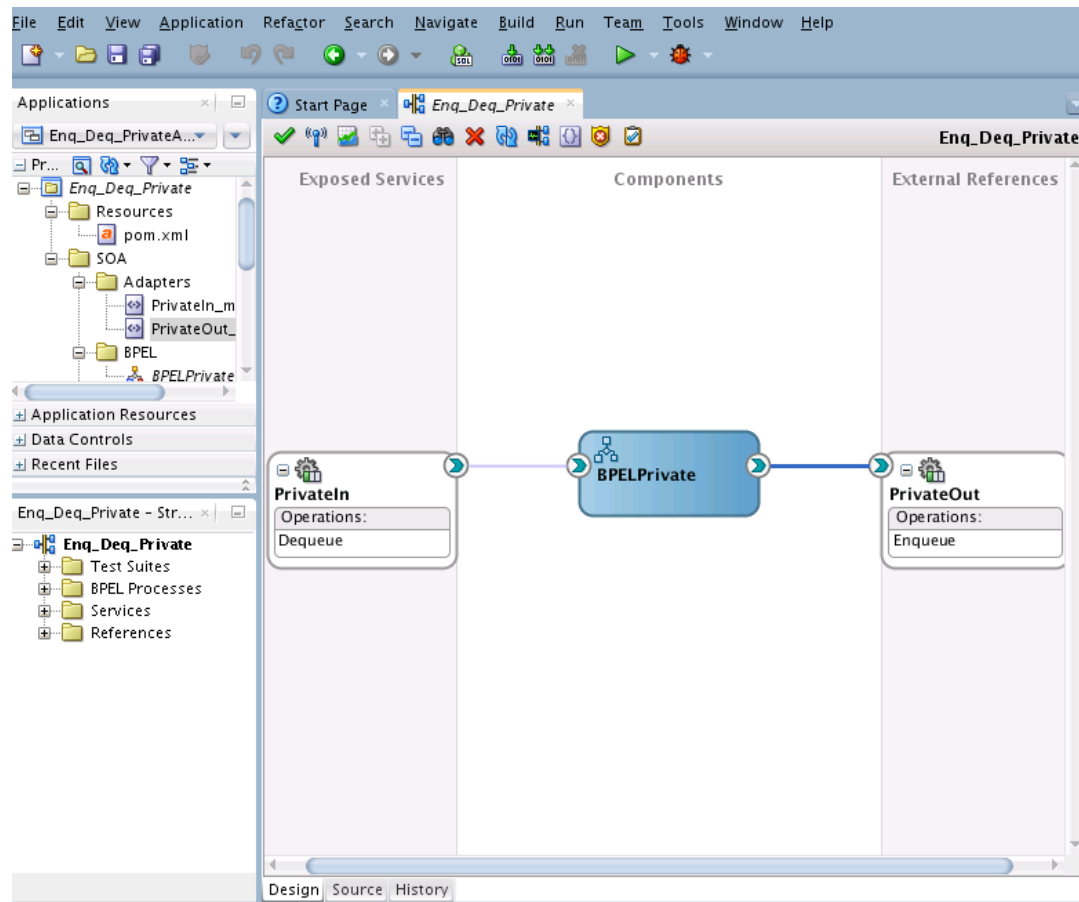 File Edit View Application Refactor Search Navigate Build Run Team Tools Window Help
Applications
Enq_Deq_PrivateA...
Pr...
Enq_Deq_Private
Resources
pom.xml
SOA
Adapters
PrivateIn_m
PrivateOut_
BPEL
BPELPrivate
Application Resources
Data Controls
Recent Files
Enq_Deq_Private - Str...
Enq_Deq_Private
Test Suites
BPEL Processes
Services
References
Start Page Enq_Deq_Private
Enq_Deq_Private
Exposed Services Components External References
PrivateIn
Operations:
Dequeue
BPELPrivate
PrivateOut
Operations:
Enqueue
Design Source History